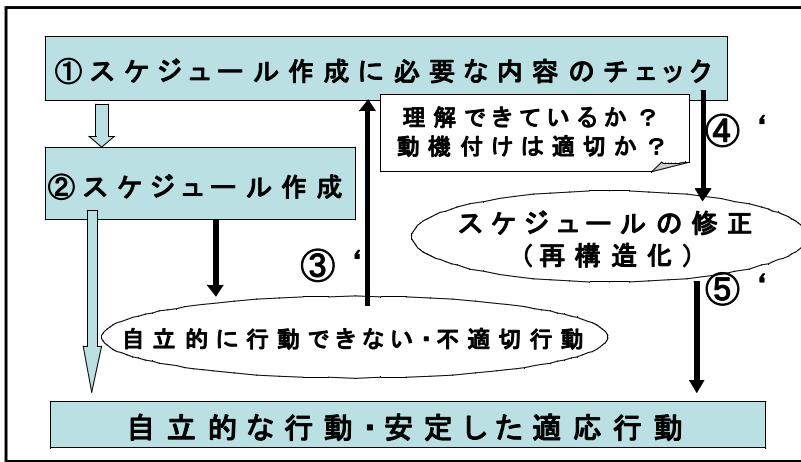 ①スケジュール作成に必要な内容のチェック
理解できているか？
動機付けは適切か？
④‘
②スケジュール作成
スケジュールの修正
（再構造化）
③‘
⑤‘
自立的に行動できない・不適切行動
自立的な行動・安定した適応行動